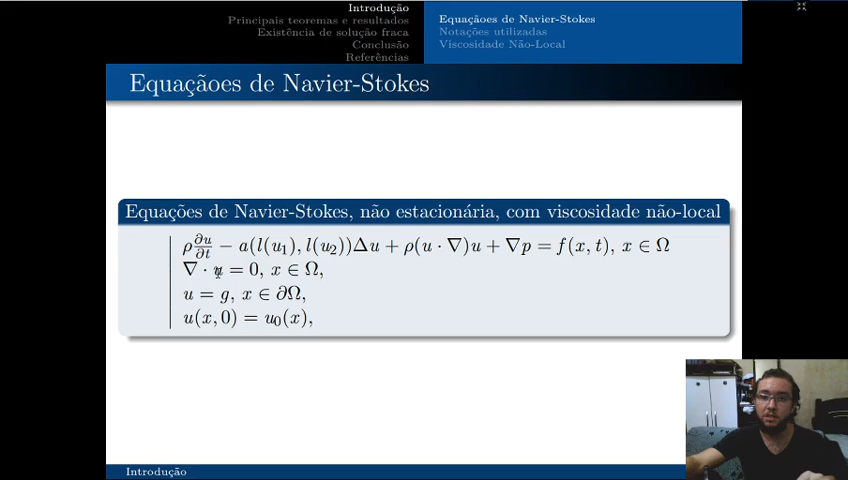 Introdução
Principais teoremas e resultados
Existência de solução fraca
Conclusão
Referências
Equaçãoes de Navier-Stokes
Notações utilizadas
Viscosidade Não-Local
Equaçãoes de Navier-Stokes
Equações de Navier-Stokes, não estacionária, com viscosidade não-local
ρ∂u/∂t − a(l(u₁), l(u₂))Δu + ρ(u · ∇)u + ∇p = f(x, t), x ∈ Ω
∇ · u = 0, x ∈ Ω,
u = g, x ∈ ∂Ω,
u(x, 0) = u₀(x),
Introdução